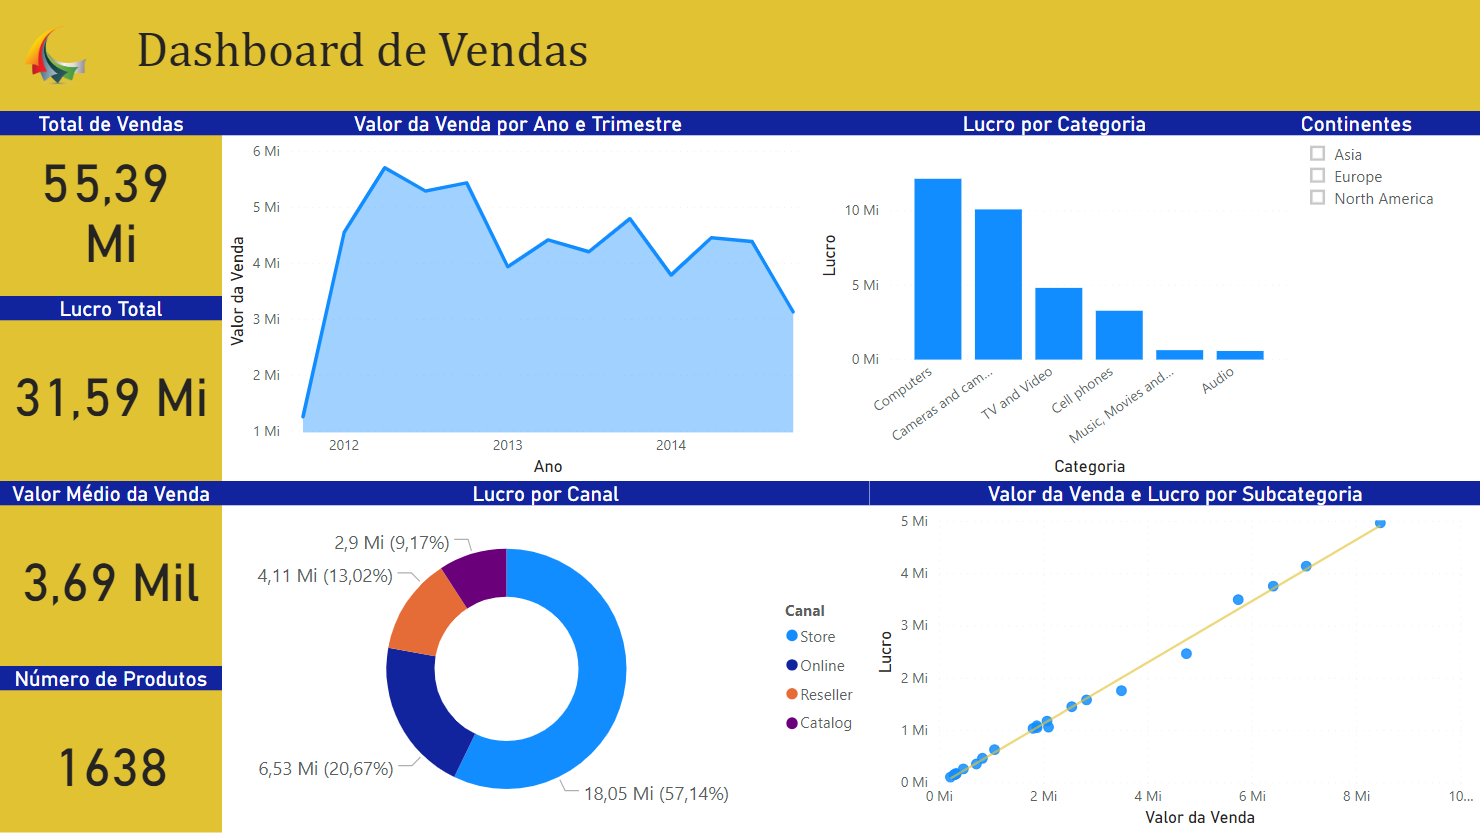 Dashboard de Vendas
Total de Vendas
55,39
Mi
Lucro Total
31,59 Mi
Valor Médio da Venda
3,69 Mil
Número de Produtos
1638
Valor da Venda por Ano e Trimestre
Valor da Venda
6 Mi
5 Mi
4 Mi
3 Mi
2 Mi
1 Mi
2012
2013
2014
Ano
Lucro por Categoria
Lucro
10 Mi
5 Mi
0 Mi
Computers
Cameras and cam...
TV and Video
Cell phones
Music, Movies and...
Audio
Categoria
Continentes
Asia
Europe
North America
Lucro por Canal
2,9 Mi (9,17%)
4,11 Mi (13,02%)
6,53 Mi (20,67%)
18,05 Mi (57,14%)
Canal
Store
Online
Reseller
Catalog
Valor da Venda e Lucro por Subcategoria
Lucro
5 Mi
4 Mi
3 Mi
2 Mi
1 Mi
0 Mi
0 Mi
2 Mi
4 Mi
6 Mi
8 Mi
10...
Valor da Venda